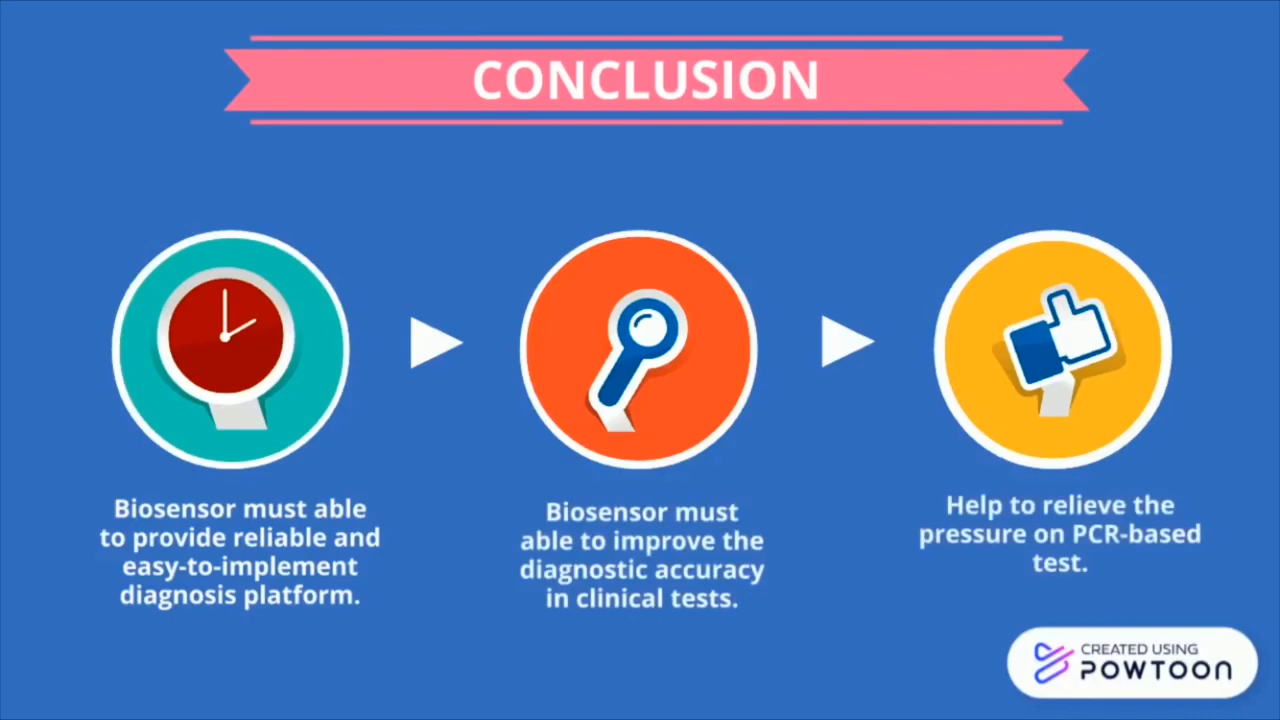 CONCLUSION
Biosensor must able
to provide reliable and
easy-to-implement
diagnosis platform.
Biosensor must
able to improve the
diagnostic accuracy
in clinical tests.
Help to relieve the
pressure on PCR-based
test.
CREATED USING
POWTOON